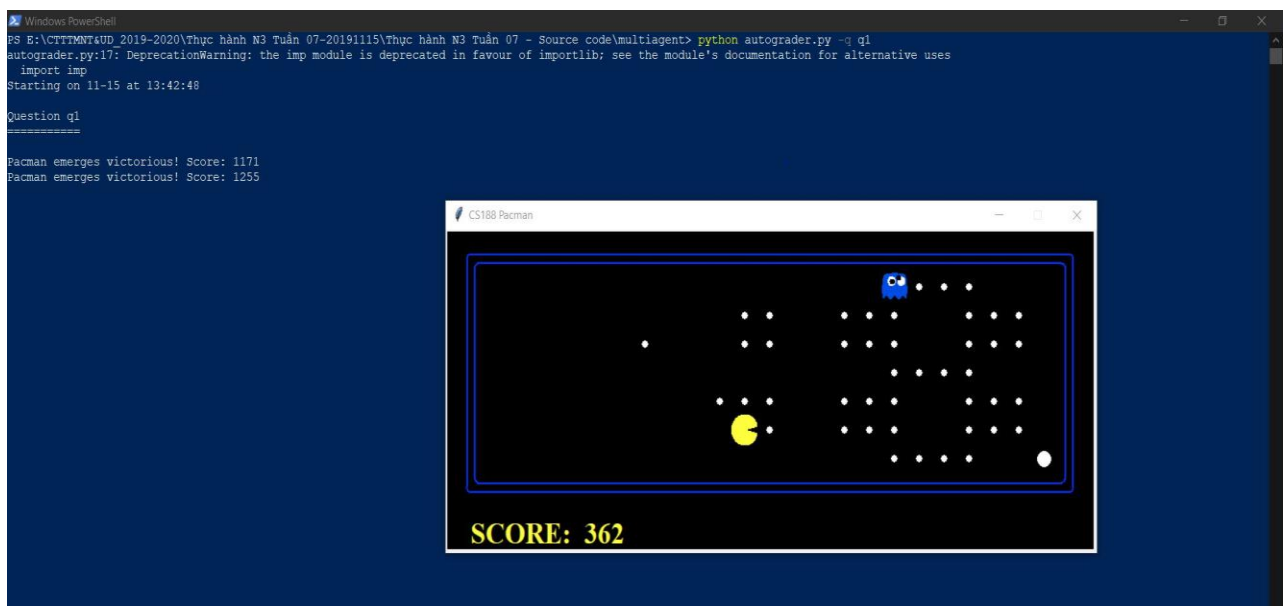 Windows PowerShell
PS E:\CTTTMNT&UD_2019-2020\Thực hành N3 Tuần 07-20191115\Thực hành N3 Tuần 07 - Source code\multiagent> python autograder.py -q q1
autograder.py:17: DeprecationWarning: the imp module is deprecated in favour of importlib; see the module's documentation for alternative uses
  import imp
Starting on 11-15 at 13:42:48
Question q1
===========
Pacman emerges victorious! Score: 1171
Pacman emerges victorious! Score: 1255
CS188 Pacman
SCORE: 362